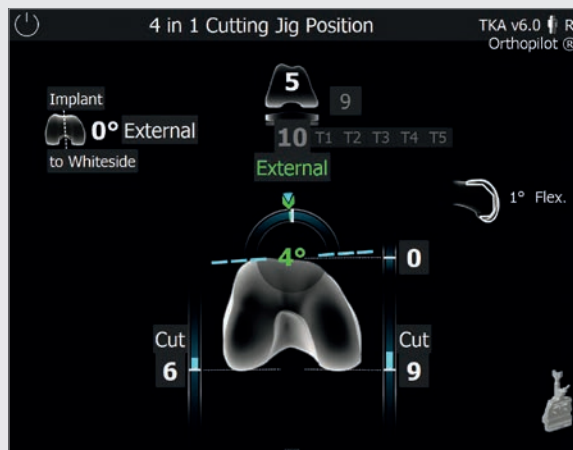 4 in 1 Cutting Jig Position
TKA v6.0 R
Orthopilot ®
Implant
0° External
to Whiteside
5
9
10 T1 T2 T3 T4 T5
External
1° Flex.
4°
0
Cut
6
Cut
9